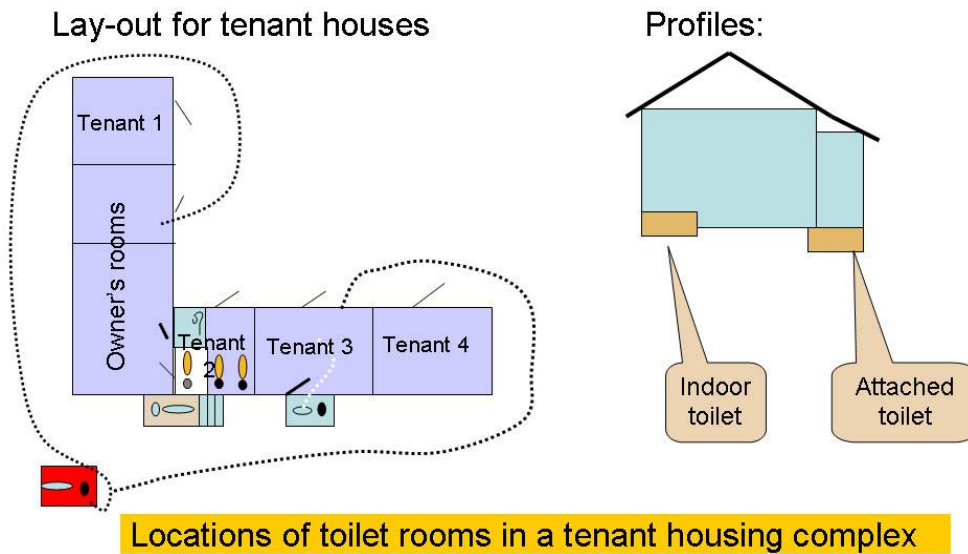 Lay-out for tenant houses
Profiles:
Tenant 1
Owner's rooms
Tenant
2
Tenant 3
Tenant 4
Indoor
toilet
Attached
toilet
Locations of toilet rooms in a tenant housing complex